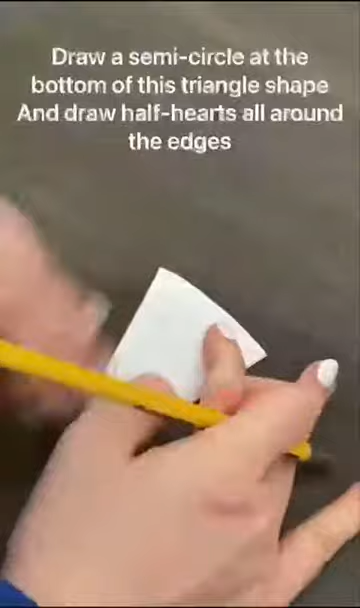 Draw a semi-circle at the
bottom of this triangle shape
And draw half-hearts all around
the edges